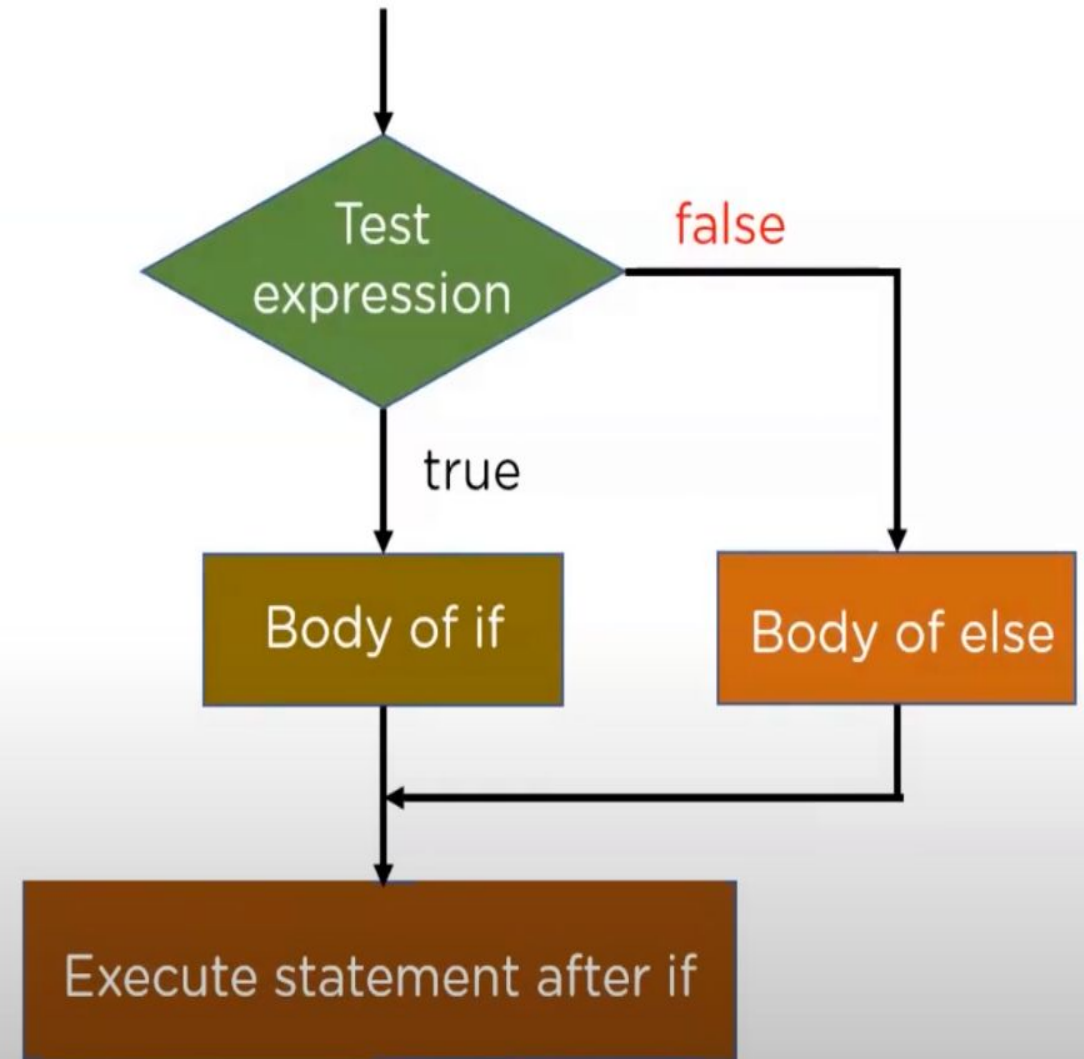 Test
expression
false
true
Body of if
Body of else
Execute statement after if